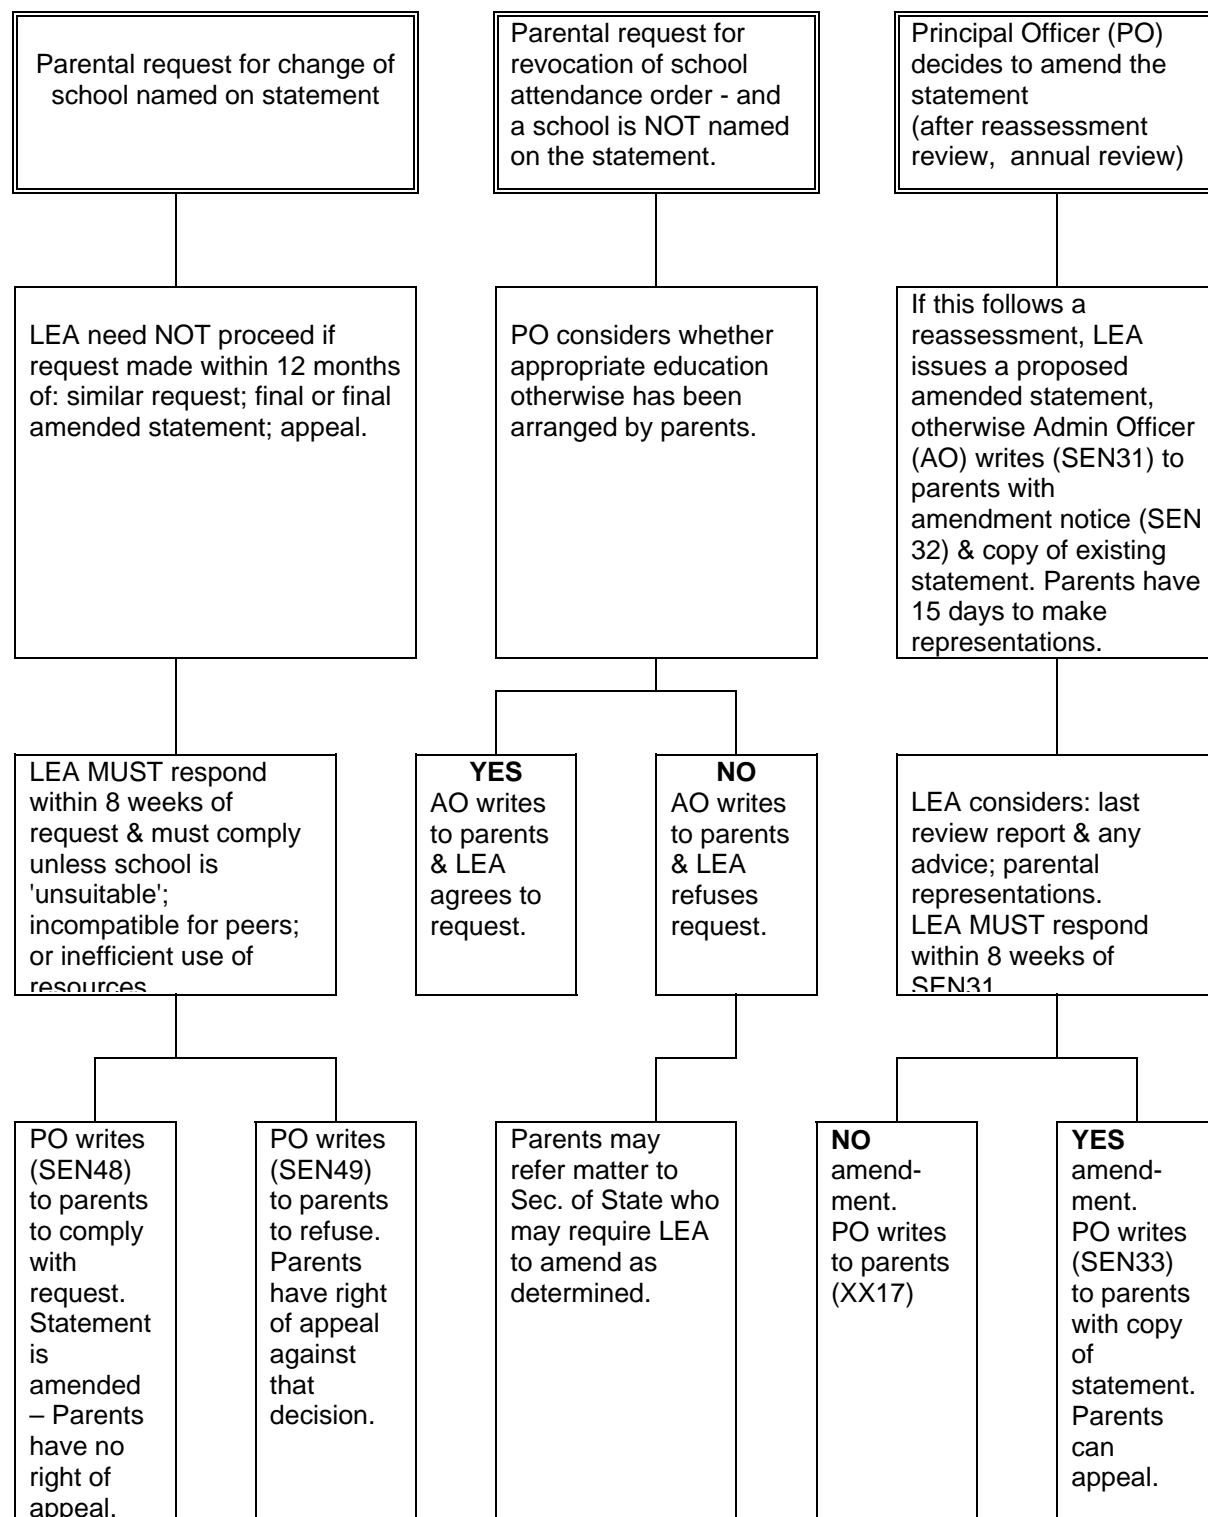 Parental request for change of
school named on statement
Parental request for
revocation of school
attendance order - and
a school is NOT named
on the statement.
Principal Officer (PO)
decides to amend the
statement
(after reassessment
review,  annual review)
LEA need NOT proceed if
request made within 12 months
of: similar request; final or final
amended statement; appeal.
PO considers whether
appropriate education
otherwise has been
arranged by parents.
If this follows a
reassessment, LEA
issues a proposed
amended statement,
otherwise Admin Officer
(AO) writes (SEN31) to
parents with
amendment notice (SEN
32) & copy of existing
statement. Parents have
15 days to make
representations.
LEA MUST respond
within 8 weeks of
request & must comply
unless school is
'unsuitable';
incompatible for peers;
or inefficient use of
resources
YES
AO writes
to parents
& LEA
agrees to
request.
NO
AO writes
to parents
& LEA
refuses
request.
LEA considers: last
review report & any
advice; parental
representations.
LEA MUST respond
within 8 weeks of
SEN31
PO writes
(SEN48)
to parents
to comply
with
request.
Statement
is
amended
– Parents
have no
right of
appeal.
PO writes
(SEN49)
to parents
to refuse.
Parents
have right
of appeal
against
that
decision.
Parents may
refer matter to
Sec. of State who
may require LEA
to amend as
determined.
NO
amend-
ment.
PO writes
to parents
(XX17)
YES
amend-
ment.
PO writes
(SEN33)
to parents
with copy
of
statement.
Parents
can
appeal.